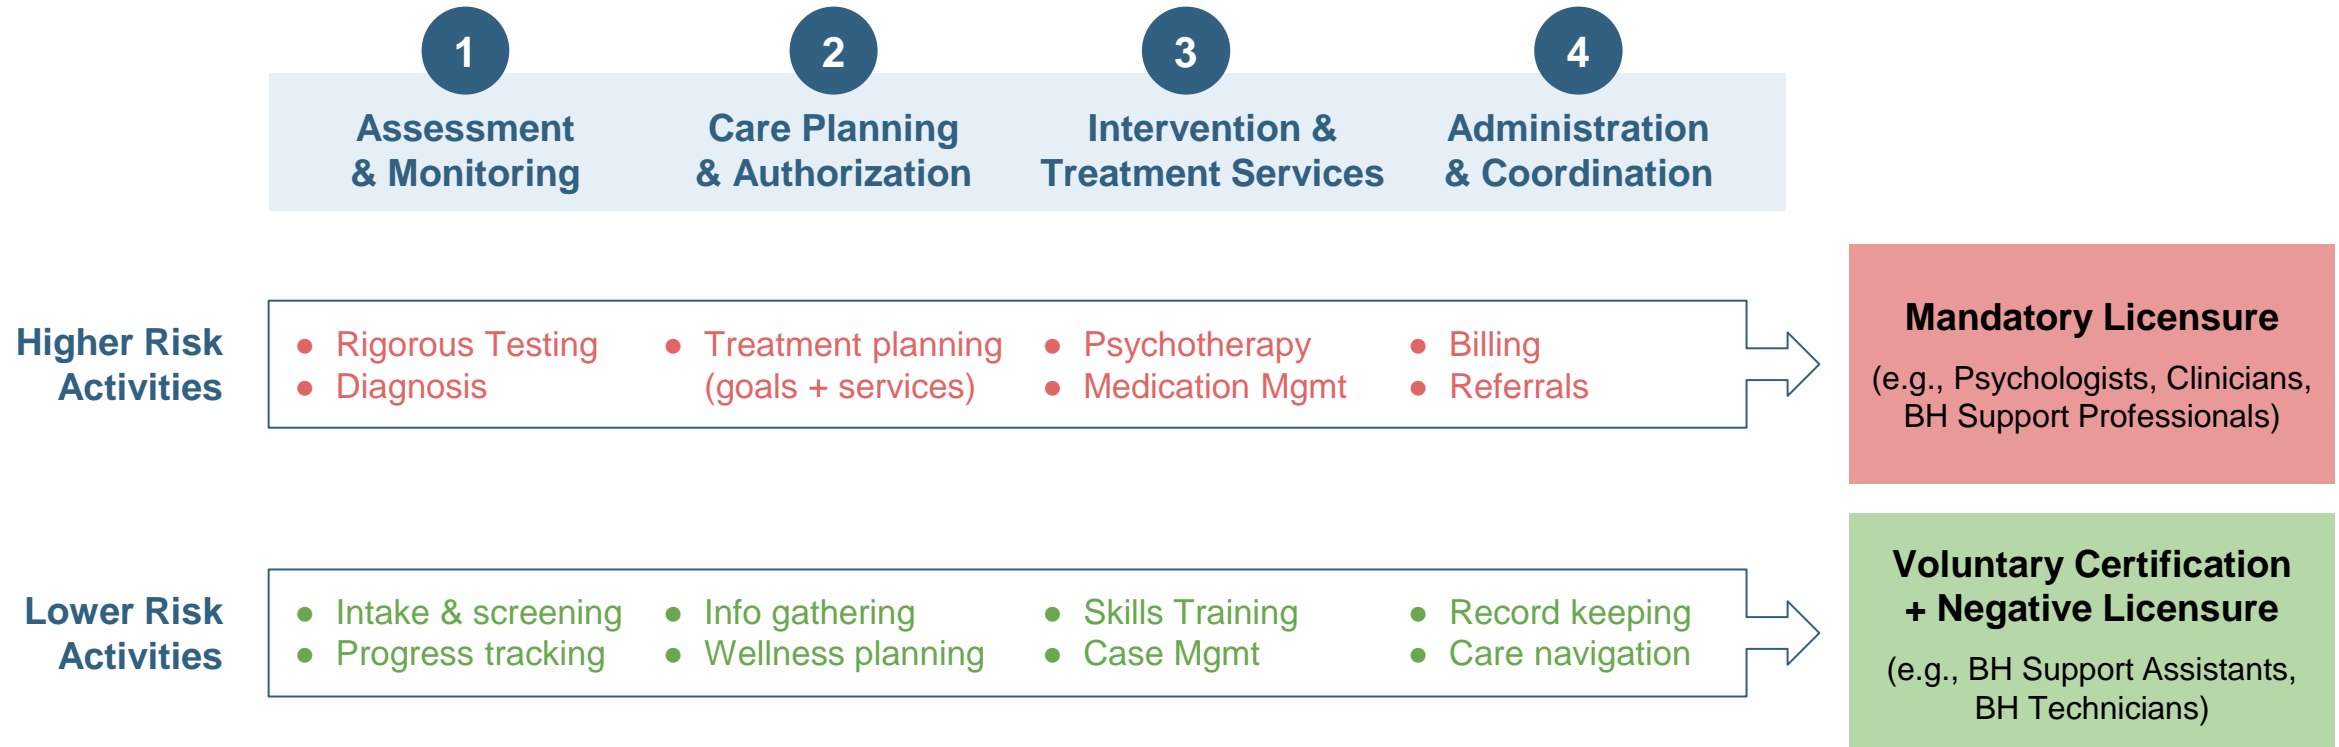 1
2
3
4
Assessment
& Monitoring
Care Planning
& Authorization
Intervention &
Treatment Services
Administration
& Coordination
Higher Risk
Activities
● Rigorous Testing
● Diagnosis
● Treatment planning
(goals + services)
● Psychotherapy
● Medication Mgmt
● Billing
● Referrals
Mandatory Licensure
(e.g., Psychologists, Clinicians,
BH Support Professionals)
Lower Risk
Activities
● Intake & screening
● Progress tracking
● Info gathering
● Wellness planning
● Skills Training
● Case Mgmt
● Record keeping
● Care navigation
Voluntary Certification
+ Negative Licensure
(e.g., BH Support Assistants,
BH Technicians)